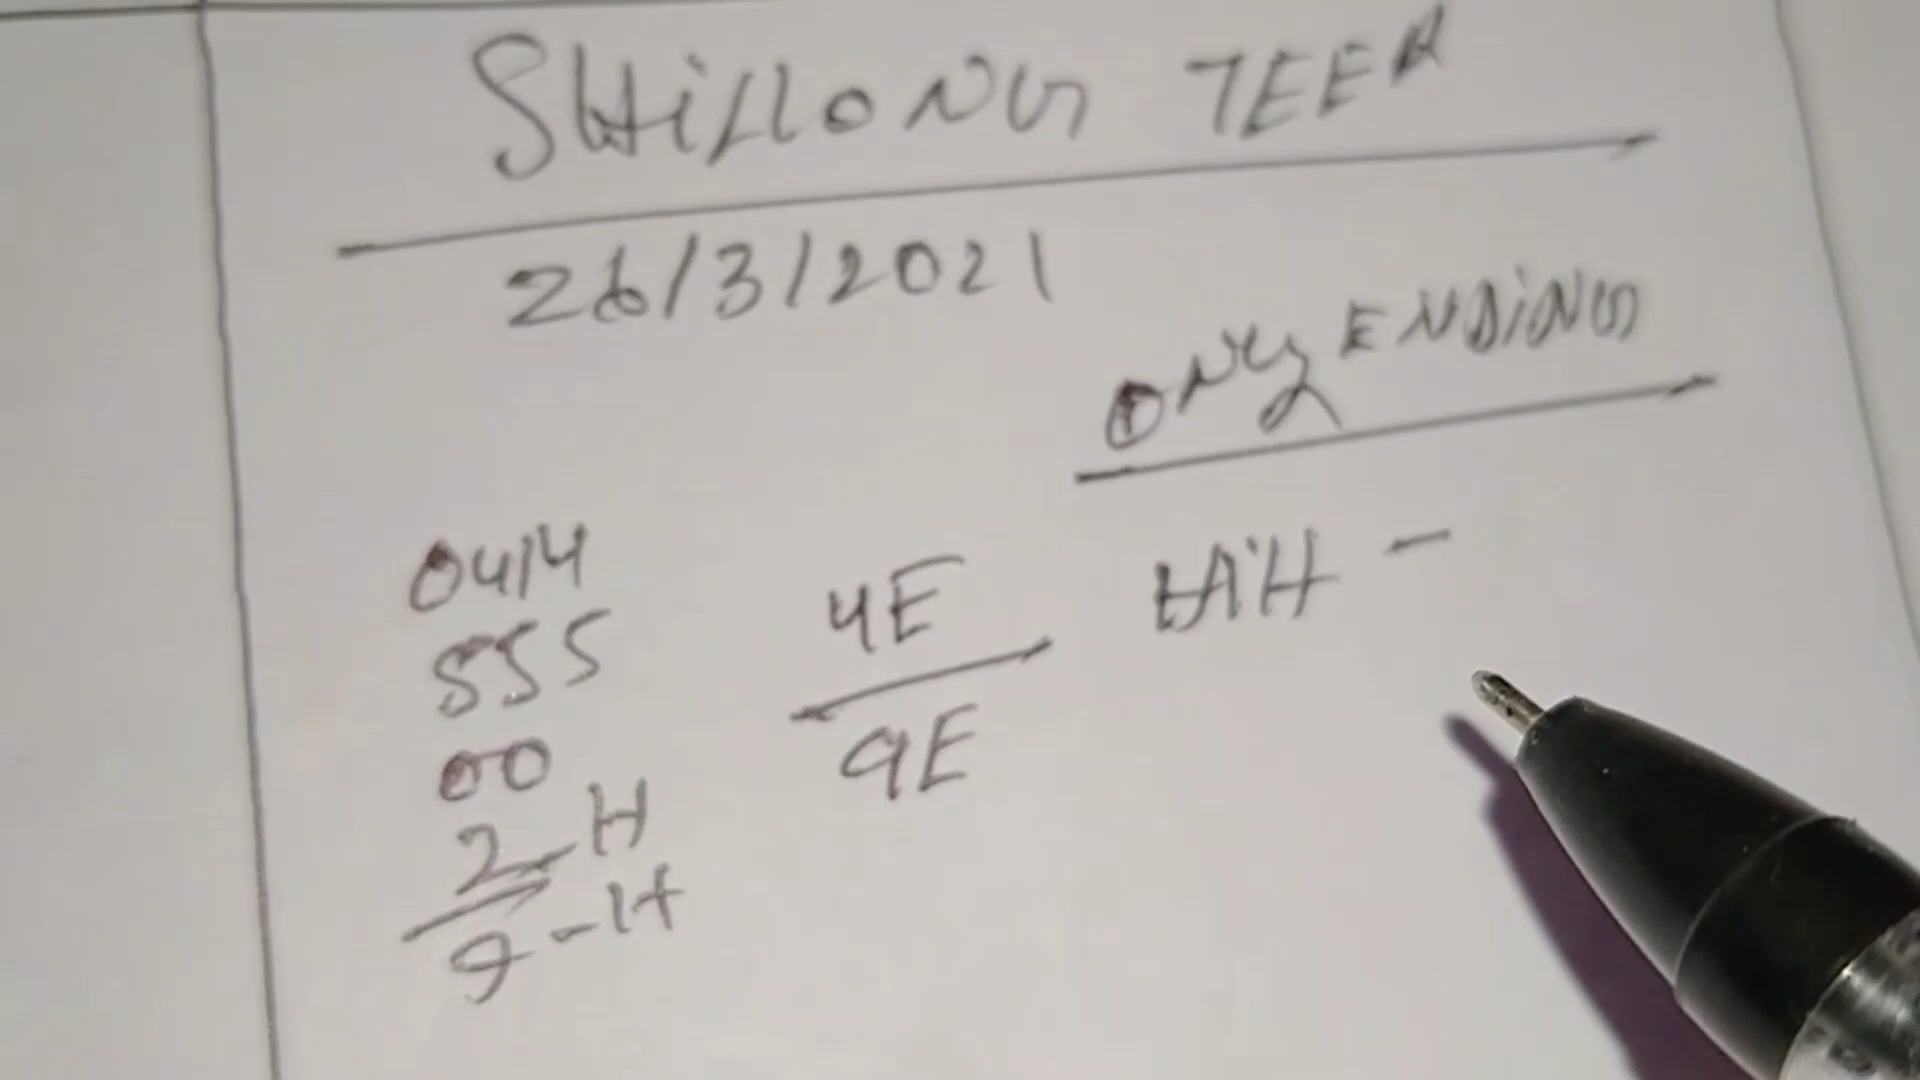 SHiLLONG TEER
26/3/2021
ONLY ENDiNG
0414
555
00
2-H
9-H
4E
9E